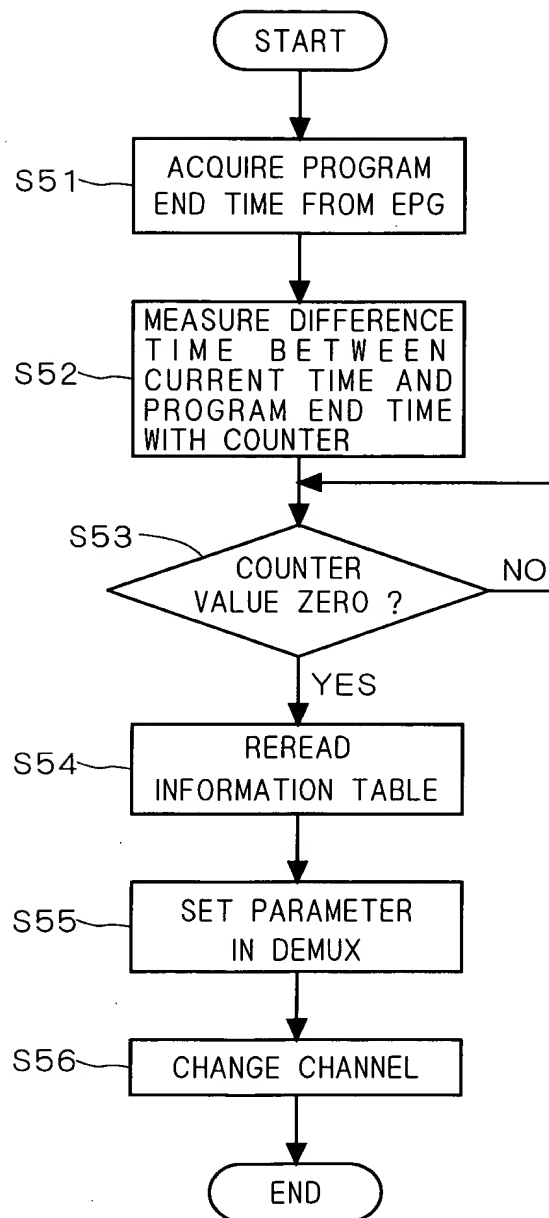 START
S51
ACQUIRE PROGRAM
END TIME FROM EPG
S52
MEASURE DIFFERENCE
TIME BETWEEN
CURRENT TIME AND
PROGRAM END TIME
WITH COUNTER
S53
COUNTER
VALUE ZERO ?
NO
YES
S54
REREAD
INFORMATION TABLE
S55
SET PARAMETER
IN DEMUX
S56
CHANGE CHANNEL
END